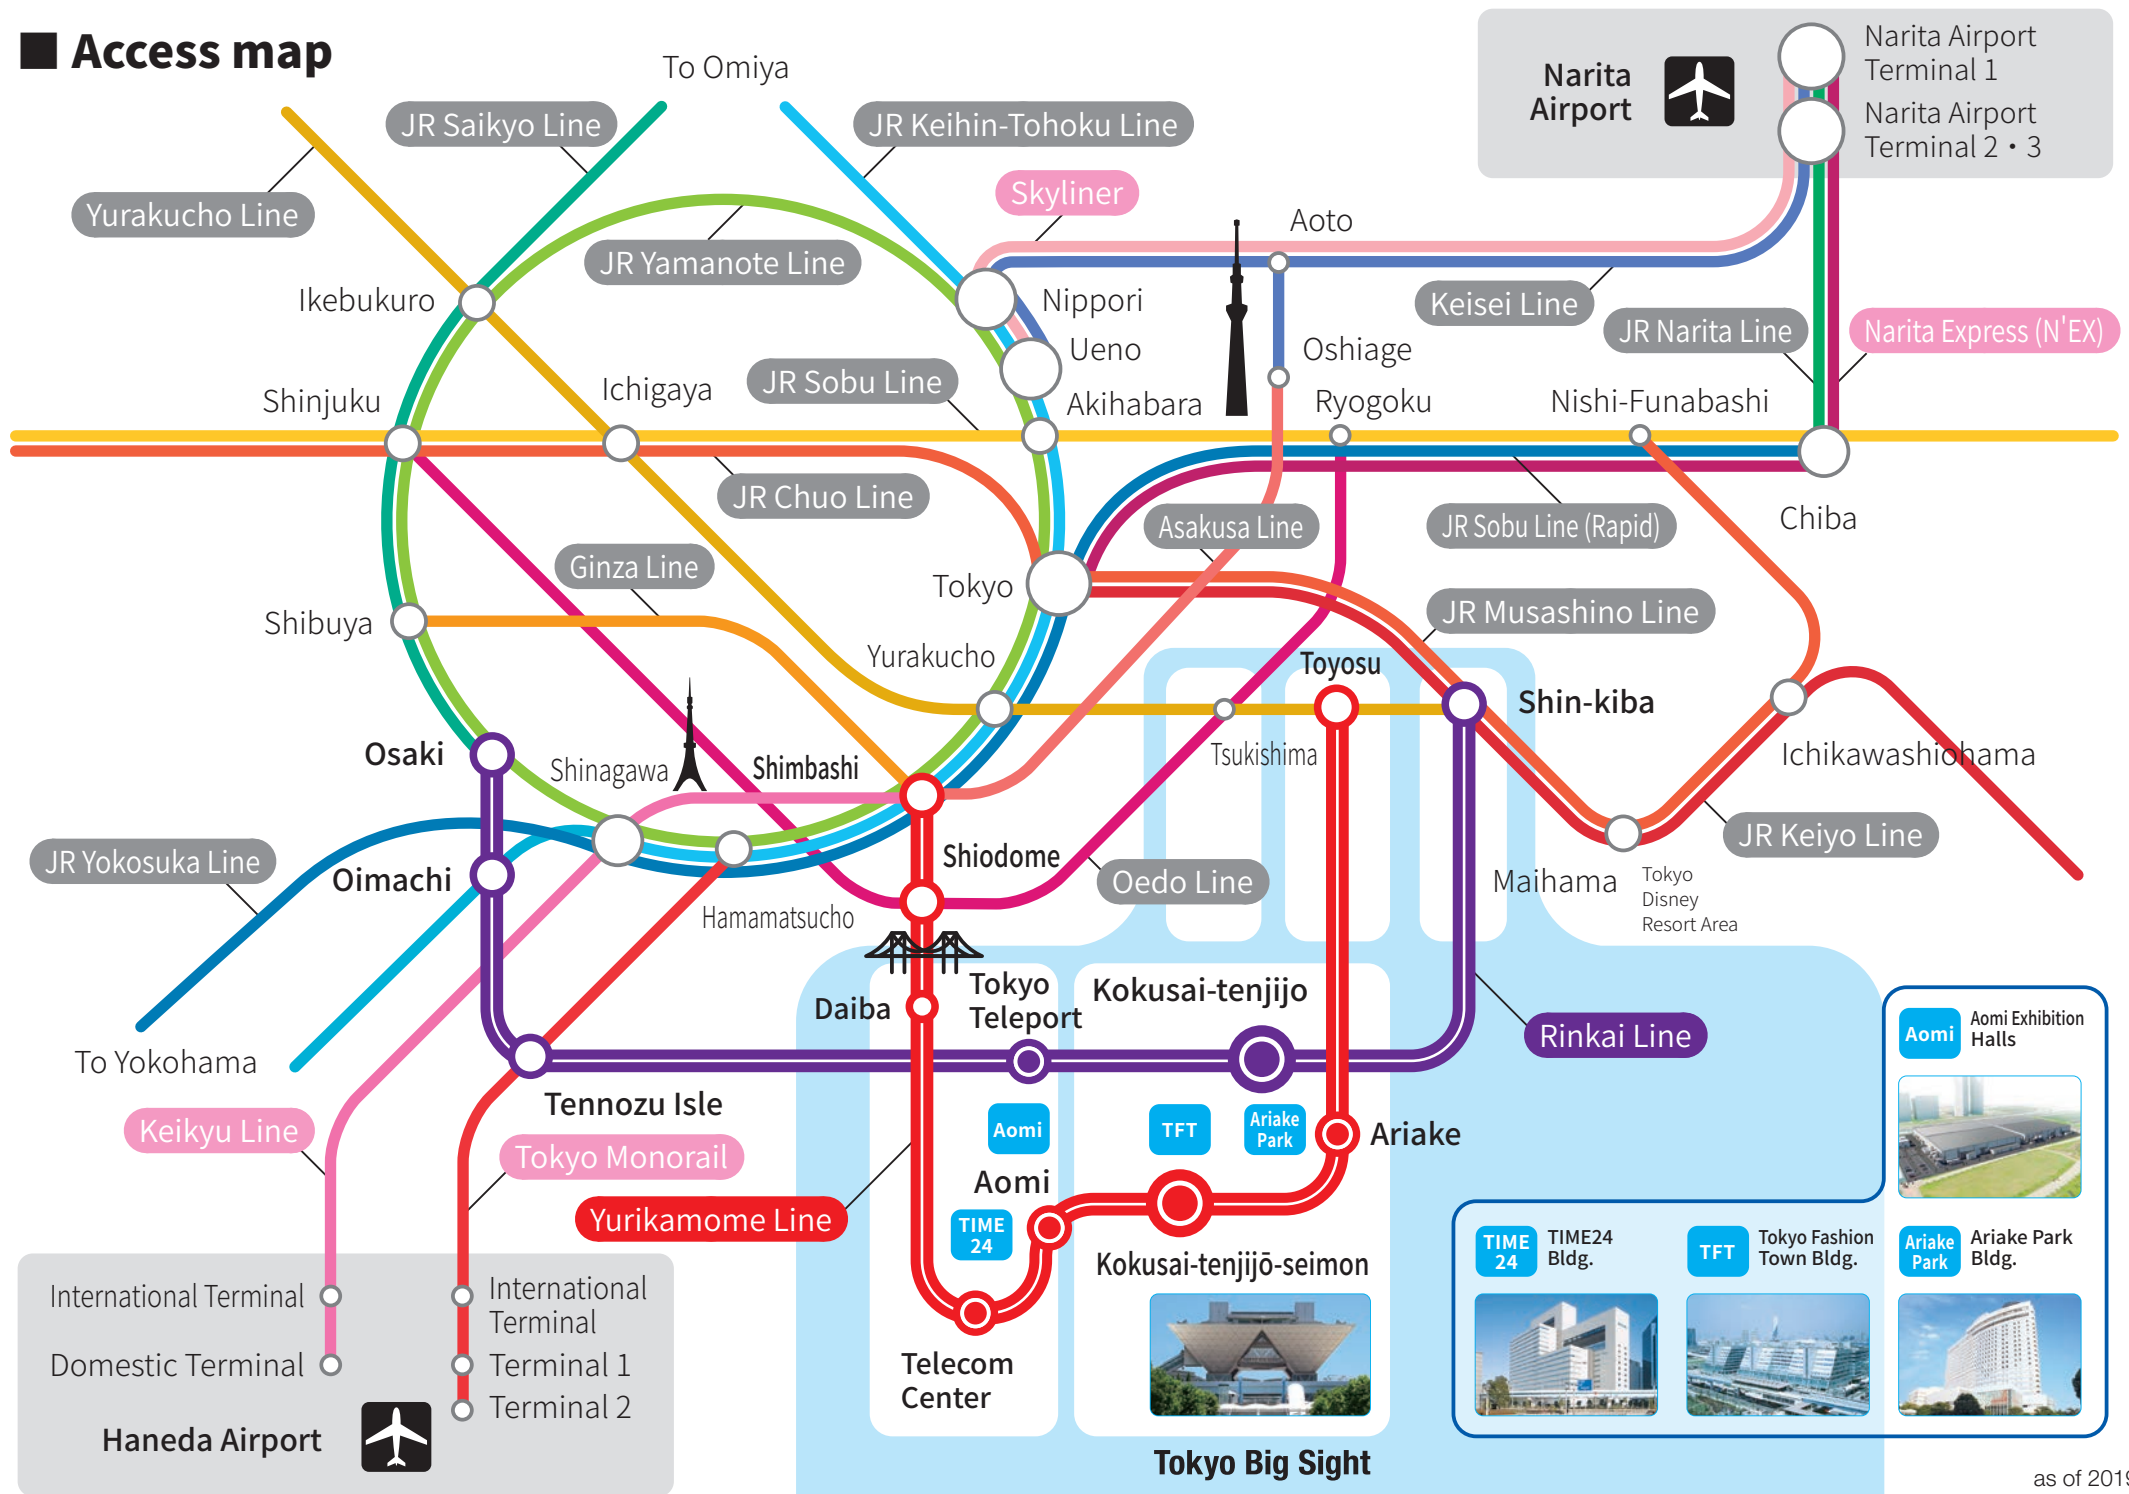 ■ Access map
To Omiya
JR Saikyo Line
JR Keihin-Tohoku Line
Narita
Airport
Narita Airport
Terminal 1
Narita Airport
Terminal 2・3
Yurakucho Line
Skyliner
JR Yamanote Line
Aoto
Ikebukuro
Nippori
Keisei Line
JR Narita Line
Narita Express (N'EX)
Ueno
Oshiage
Shinjuku
Ichigaya
JR Sobu Line
Akihabara
Ryogoku
Nishi-Funabashi
JR Chuo Line
Asakusa Line
JR Sobu Line (Rapid)
Chiba
Ginza Line
Tokyo
JR Musashino Line
Shibuya
Yurakucho
Toyosu
Shin-kiba
Osaki
Shinagawa
Shimbashi
Tsukishima
Ichikawashiohama
JR Yokosuka Line
Oimachi
Shiodome
Oedo Line
JR Keiyo Line
Maihama
Tokyo
Disney
Resort Area
Hamamatsucho
Daiba
Tokyo
Teleport
Kokusai-tenjijo
Rinkai Line
To Yokohama
Tennozu Isle
Keikyu Line
Tokyo Monorail
Yurikamome Line
Aomi
TFT
Ariake
Park
Ariake
Aomi
TIME
24
Kokusai-tenjijō-seimon
Telecom
Center
Tokyo Big Sight
International Terminal
Domestic Terminal
International
Terminal
Terminal 1
Terminal 2
Haneda Airport
Aomi
Aomi Exhibition
Halls
TIME
24
TIME24
Bldg.
TFT
Tokyo Fashion
Town Bldg.
Ariake
Park
Ariake Park
Bldg.
as of 2019